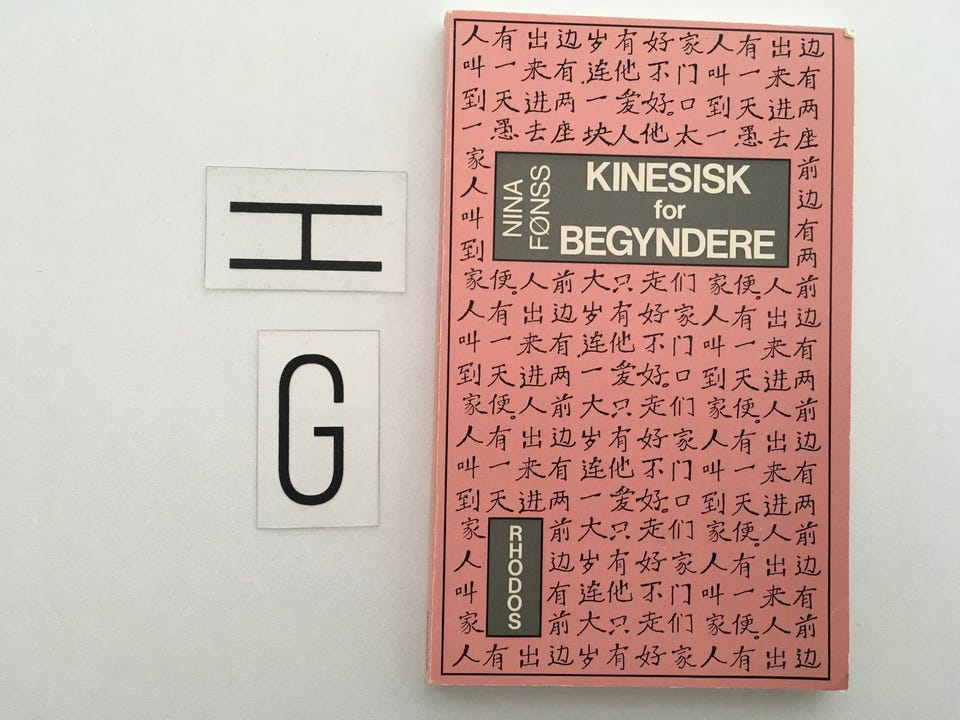 H
G
人有出边岁有好家人有出边
叫一来有连他不门叫一来有
到天进两一爱好。口到天进两
一愚去座块人他太一愚去座
家 前
人 边
叫 有
到 两
NINA
FØNSS
KINESISK
for
BEGYNDERE
家便。人前大只走们家便。人前
人有出边岁有好家人有出边
叫一来有连他不门叫一来有
到天进两一爱好。口到天进两
家便。人前大只走们家便。人前
人有出边岁有好家人有出边
叫一来有连他不门叫一来有
到天进两一爱好。口到天进两
家 前大只走们家便。人前
人 边岁有好家人有出边
叫 有连他不门叫一来有
家 前大只走们家便。人前
RHODOS
人有出边岁有好家人有出边